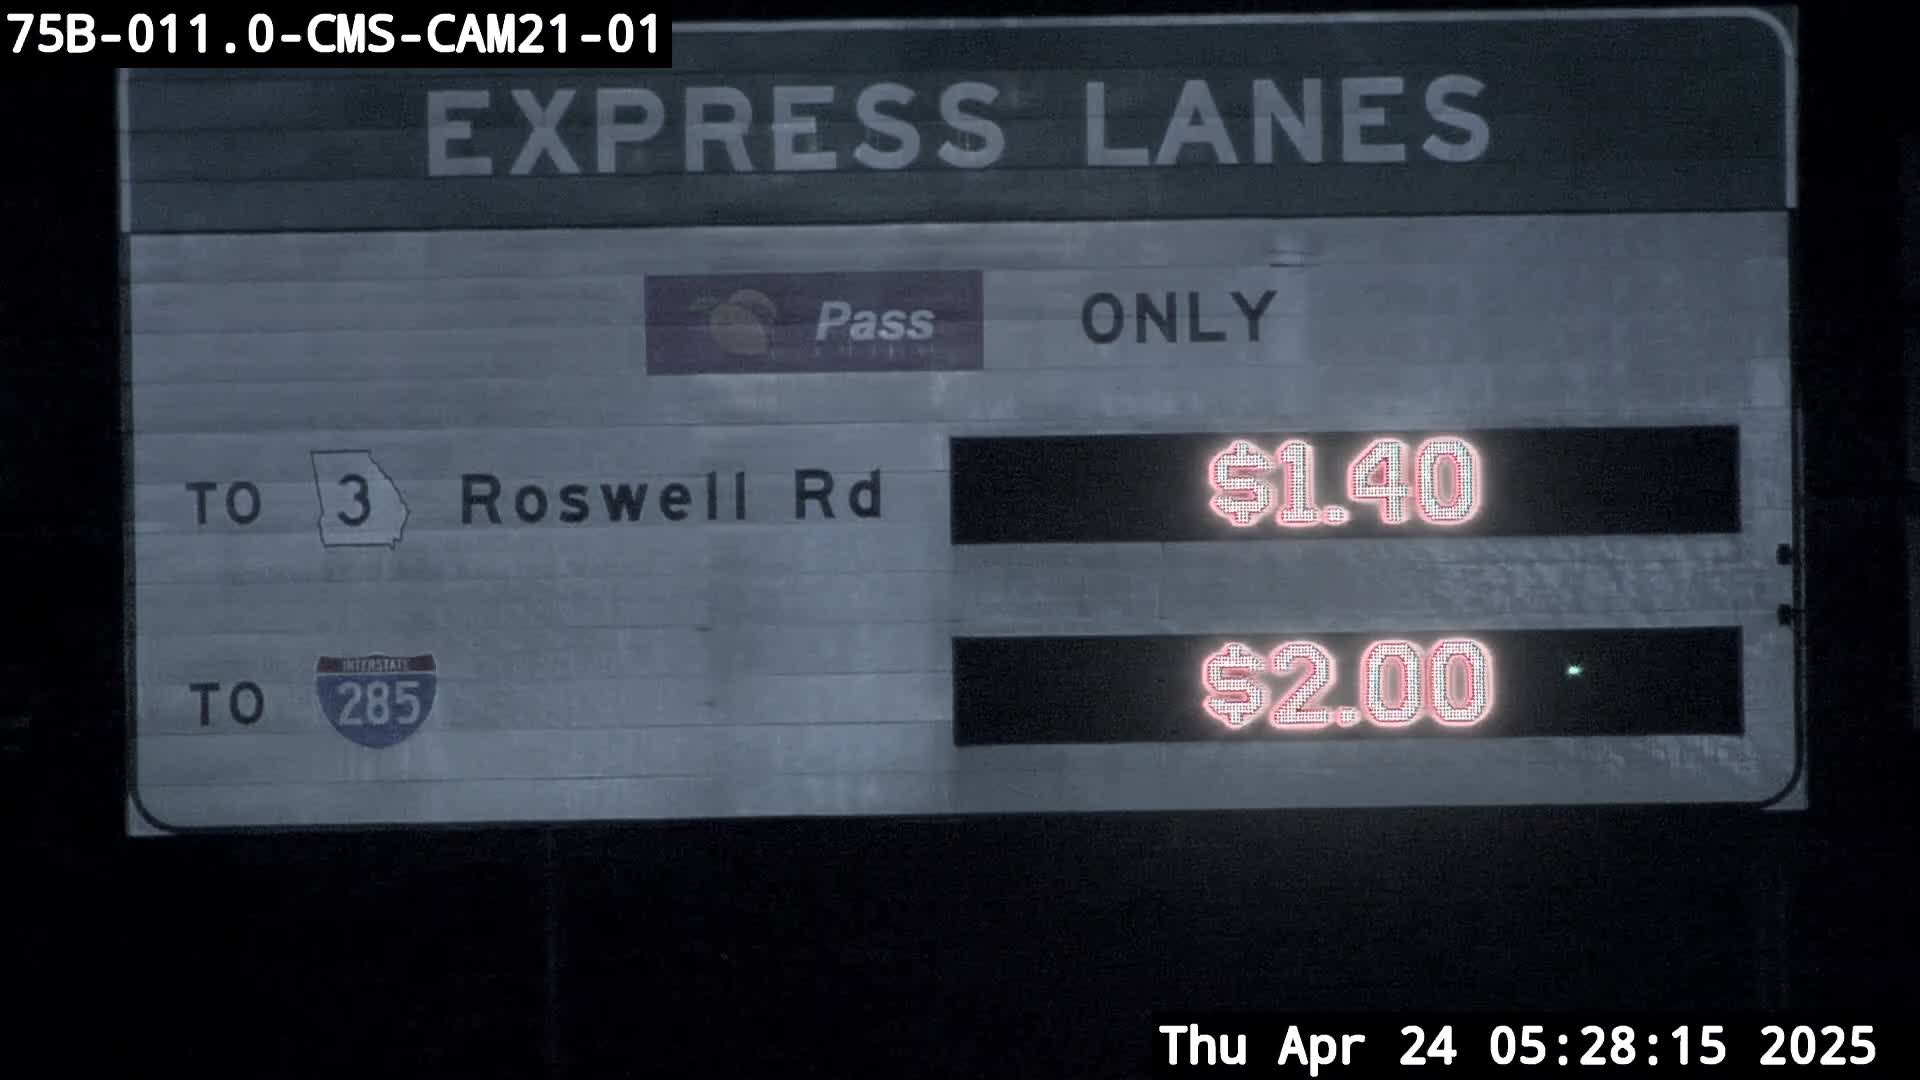 75B-011.0-CMS-CAM21-01
EXPRESS LANES
Pass ONLY
TO 3 Roswell Rd $1.40
INTERSTATE
TO 285 $2.00
Thu Apr 24 05:28:15 2025